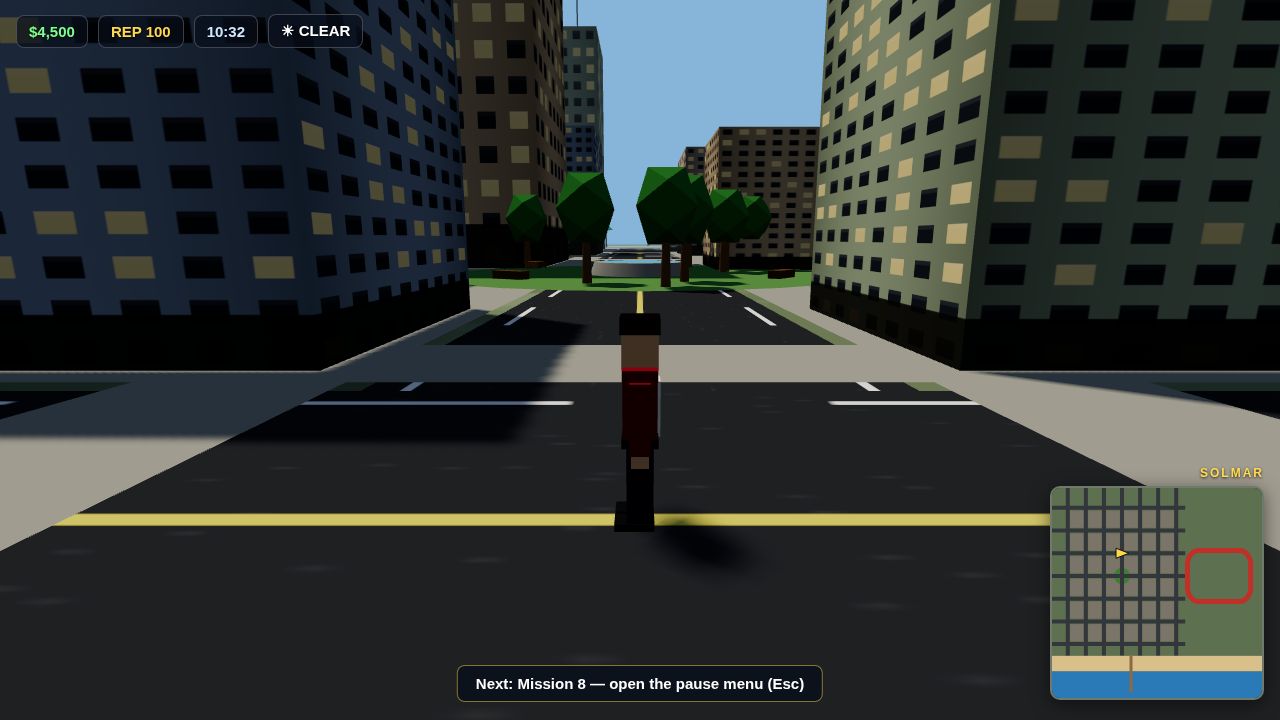 $4,500
REP 100
10:32
☀ CLEAR
SOLMAR
Next: Mission 8 — open the pause menu (Esc)